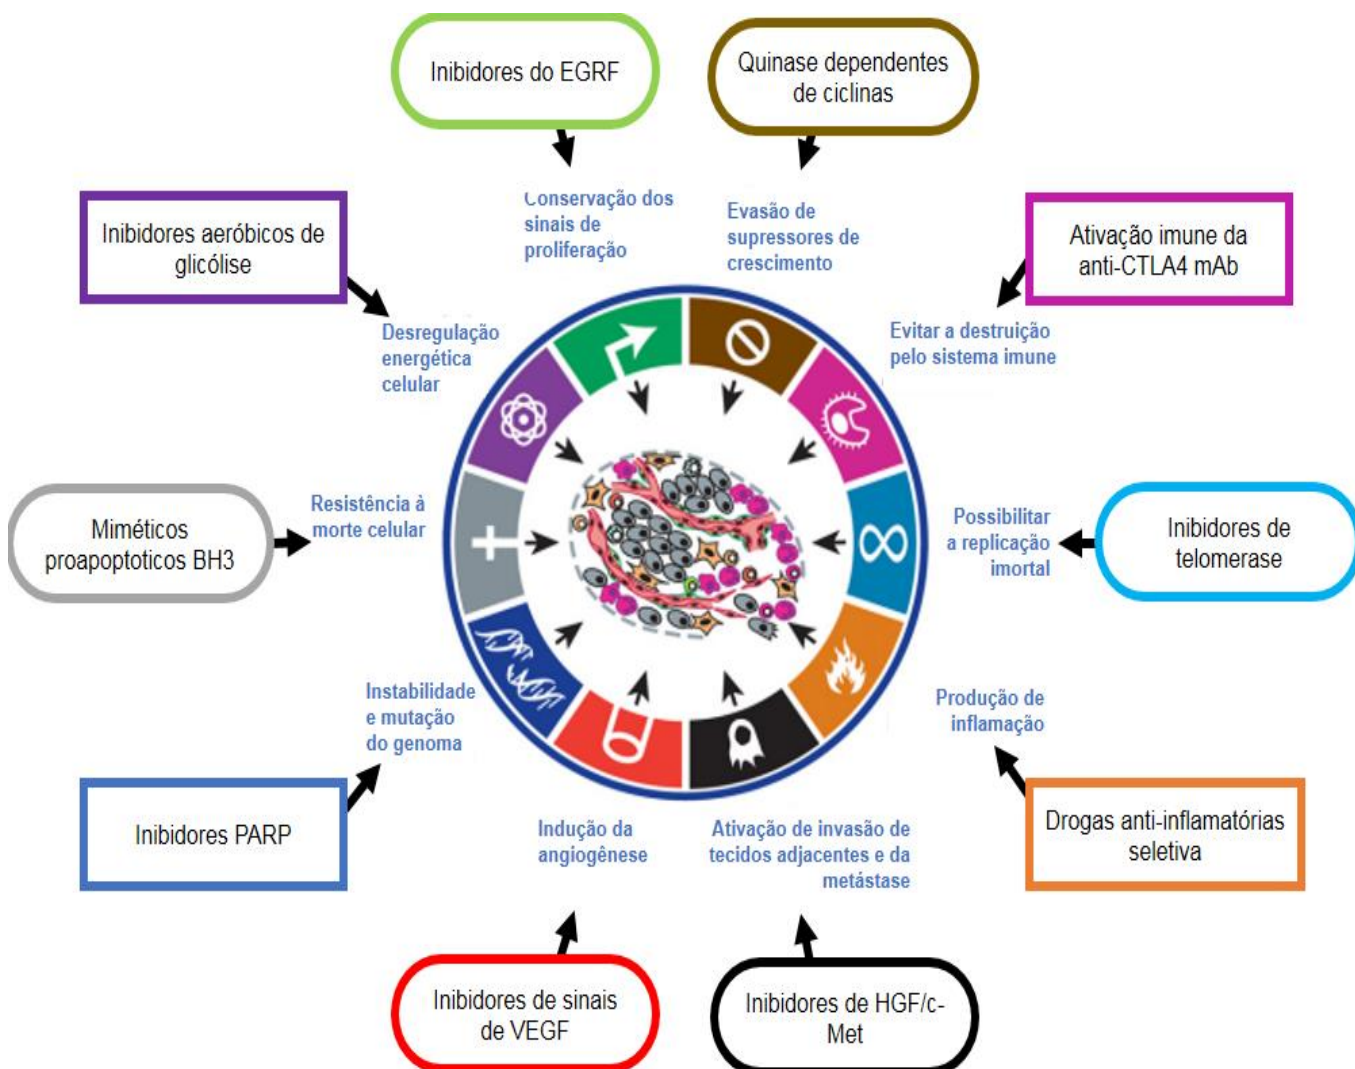 Inibidores do EGRF
Quinase dependentes
de ciclinas
Conservação dos
sinais de
proliferação
Evasão de
supressores de
crescimento
Inibidores aeróbicos de
glicólise
Ativação imune da
anti-CTLA4 mAb
Desregulação
energética
celular
Evitar a destruição
pelo sistema imune
Miméticos
proapoptoticos BH3
Resistência à
morte celular
Possibilitar
a replicação
imortal
Inibidores de
telomerase
Instabilidade
e mutação
do genoma
Produção de
inflamação
Inibidores PARP
Drogas anti-inflamatórias
seletiva
Indução da
angiogênese
Ativação de invasão de
tecidos adjacentes e da
metástase
Inibidores de sinais
de VEGF
Inibidores de HGF/c-
Met